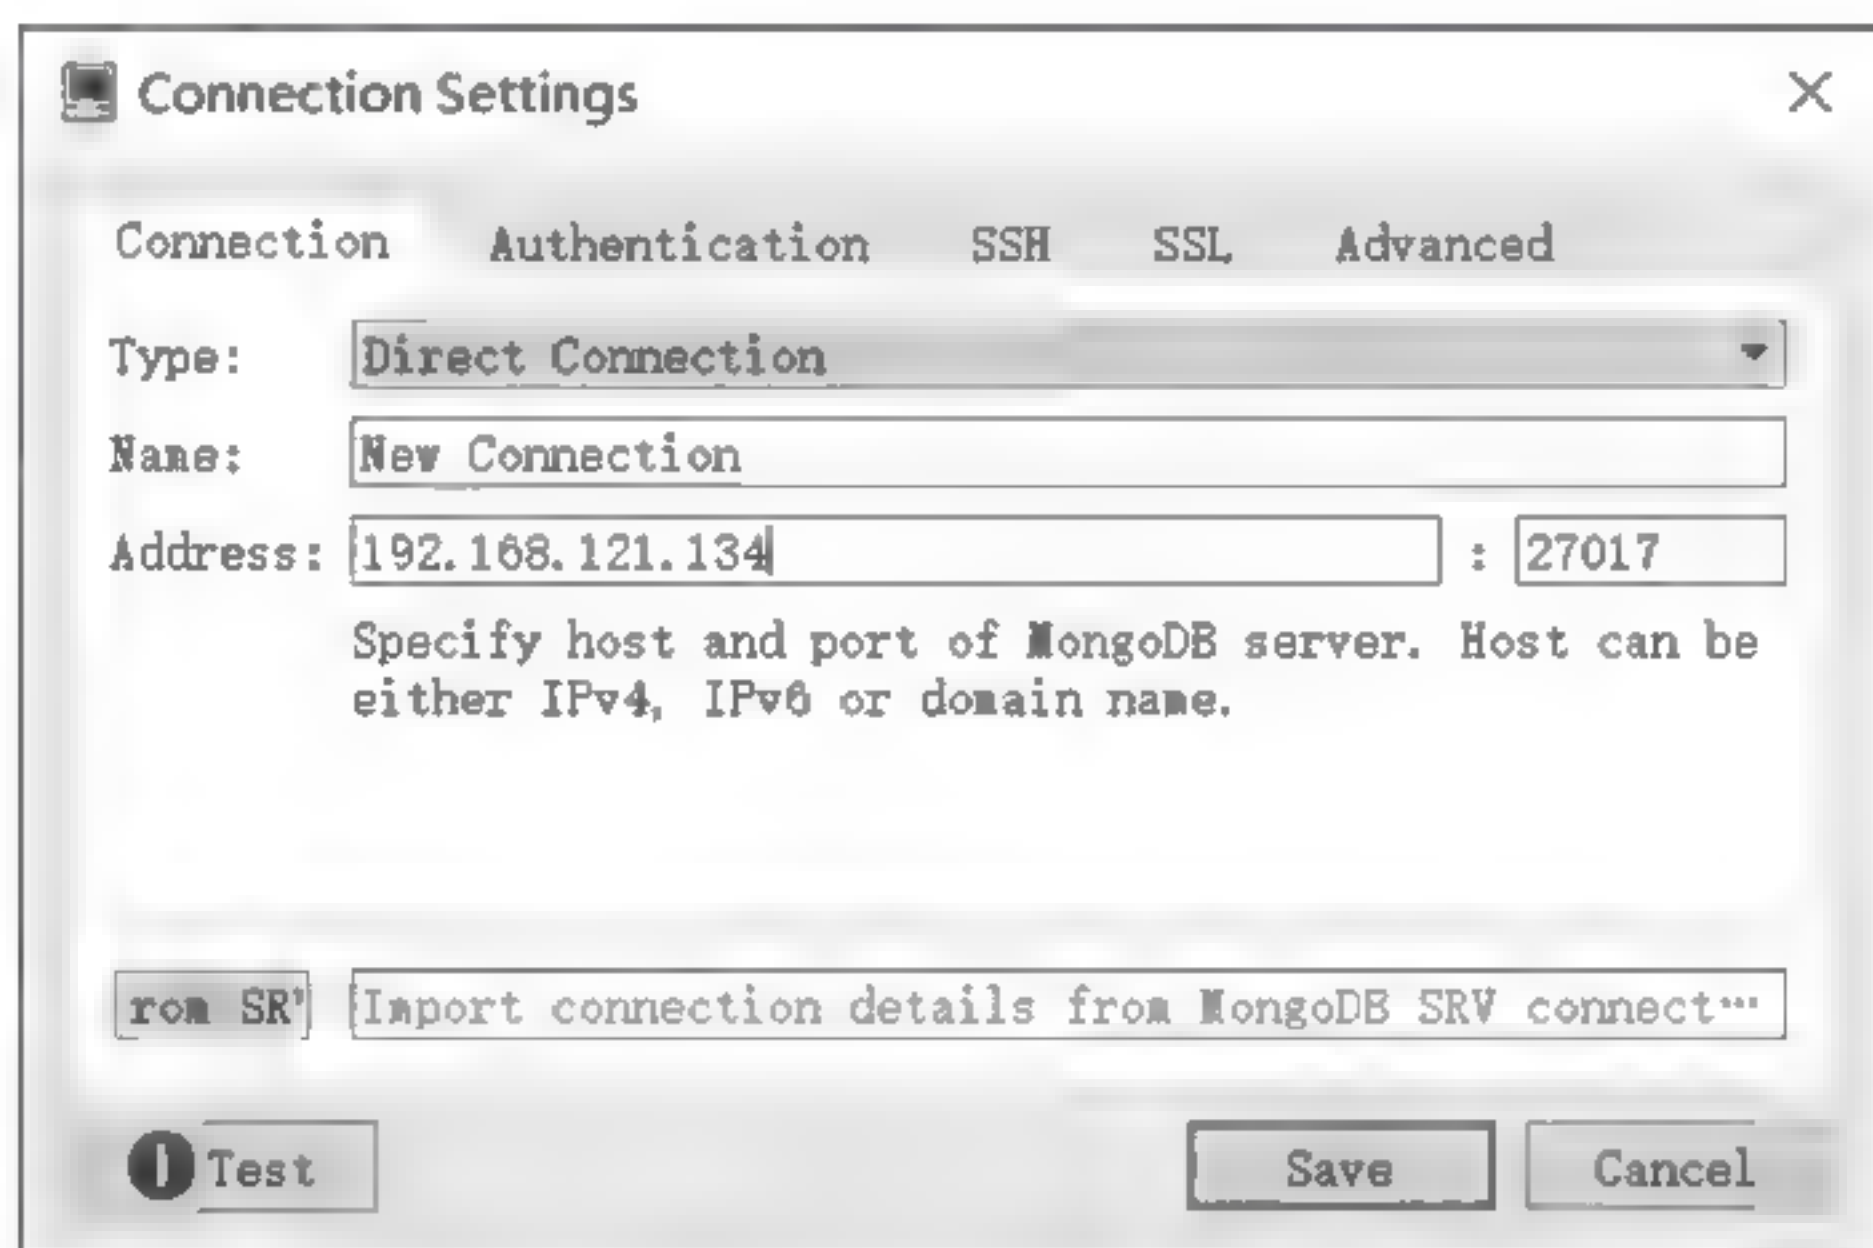 Connection Settings
Connection Authentication SSH SSL Advanced
Type: Direct Connection
Name: New Connection
Address: 192.168.121.134 : 27017
Specify host and port of MongoDB server. Host can be
either IPv4, IPv6 or domain name.
rom SR Import connection details from MongoDB SRV connect…
Test Save Cancel